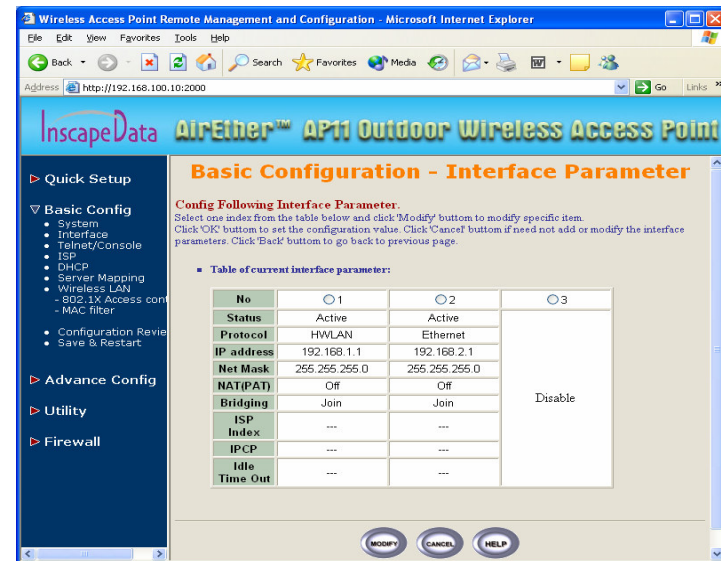 Wireless Access Point Remote Management and Configuration - Microsoft Internet Explorer
File Edit View Favorites Tools Help
Back Search Favorites Media
Address http://192.168.100.10:2000 Go Links »
InscapeData AirEther™ AP11 Outdoor Wireless Access Point
Quick Setup
Basic Config
System
Interface
Telnet/Console
ISP
DHCP
Server Mapping
Wireless LAN
- 802.1X Access cont
- MAC filter
Configuration Revie
Save & Restart
Advance Config
Utility
Firewall
Basic Configuration - Interface Parameter
Config Following Interface Parameter.
Select one index from the table below and click 'Modify' buttom to modify specific item.
Click 'OK' buttom to set the configuration value. Click 'Cancel' buttom if need not add or modify the interface
parameters. Click 'Back' buttom to go back to previous page.
Table of current interface parameter:
No 1 2 3
Status Active Active
Protocol HWLAN Ethernet
IP address 192.168.1.1 192.168.2.1
Net Mask 255.255.255.0 255.255.255.0
NAT(PAT) Off Off
Bridging Join Join
Disable
ISP
Index --- ---
IPCP --- ---
Idle
Time Out --- ---
MODIFY CANCEL HELP